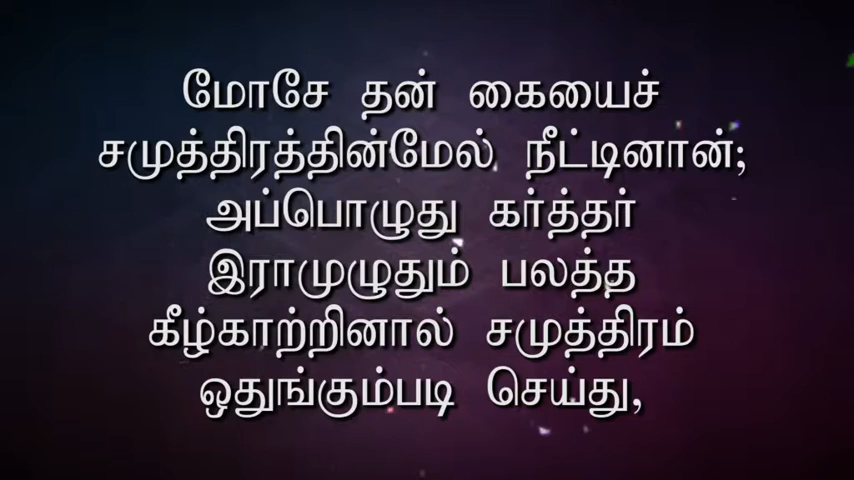 மோசே தன் கையைச்
சமுத்திரத்தின்மேல் நீட்டினான்;
அப்பொழுது கர்த்தர்
இராமுழுதும் பலத்த
கீழ்காற்றினால் சமுத்திரம்
ஒதுங்கும்படி செய்து,